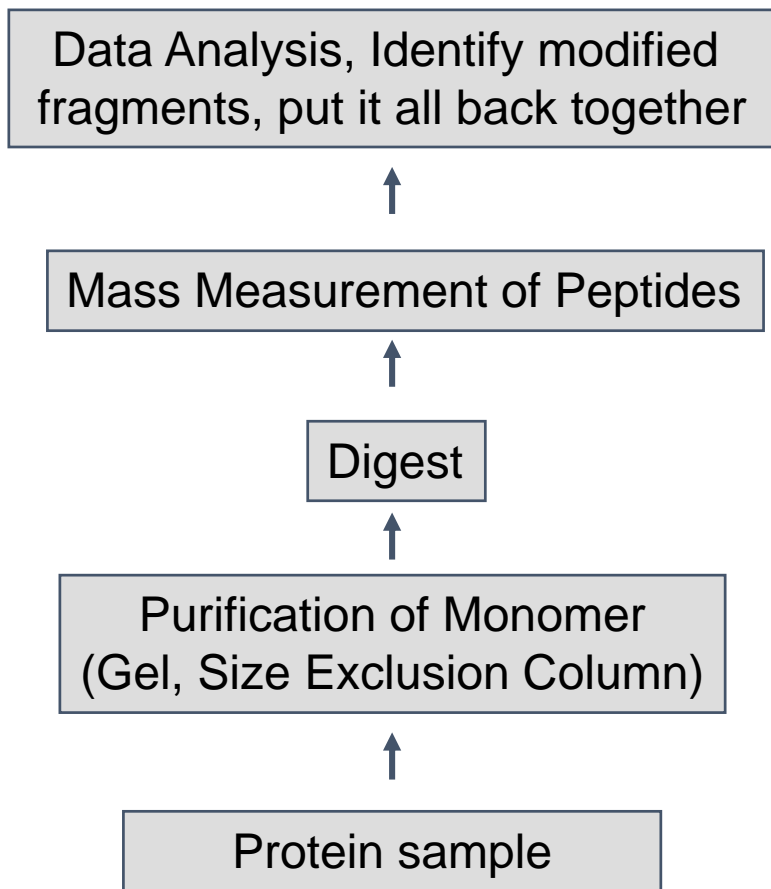 Data Analysis, Identify modified
fragments, put it all back together
Mass Measurement of Peptides
Digest
Purification of Monomer
(Gel, Size Exclusion Column)
Protein sample